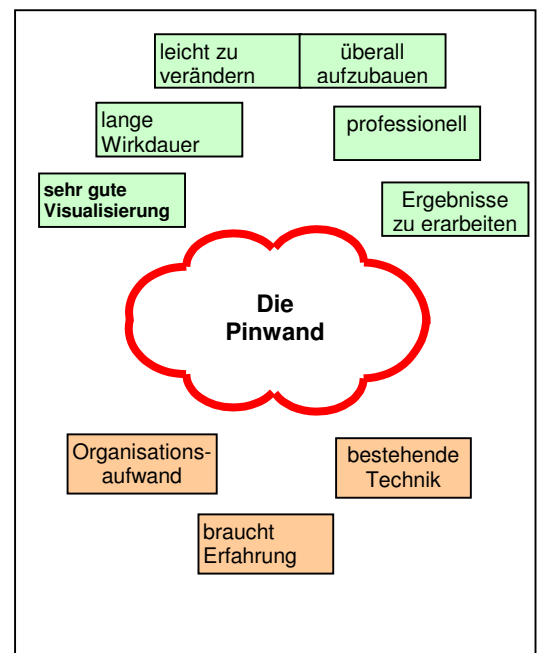 leicht zu
verändern
überall
aufzubauen
lange
Wirkdauer
professionell
sehr gute
Visualisierung
Ergebnisse
zu erarbeiten
Die
Pinwand
Organisations-
aufwand
bestehende
Technik
braucht
Erfahrung